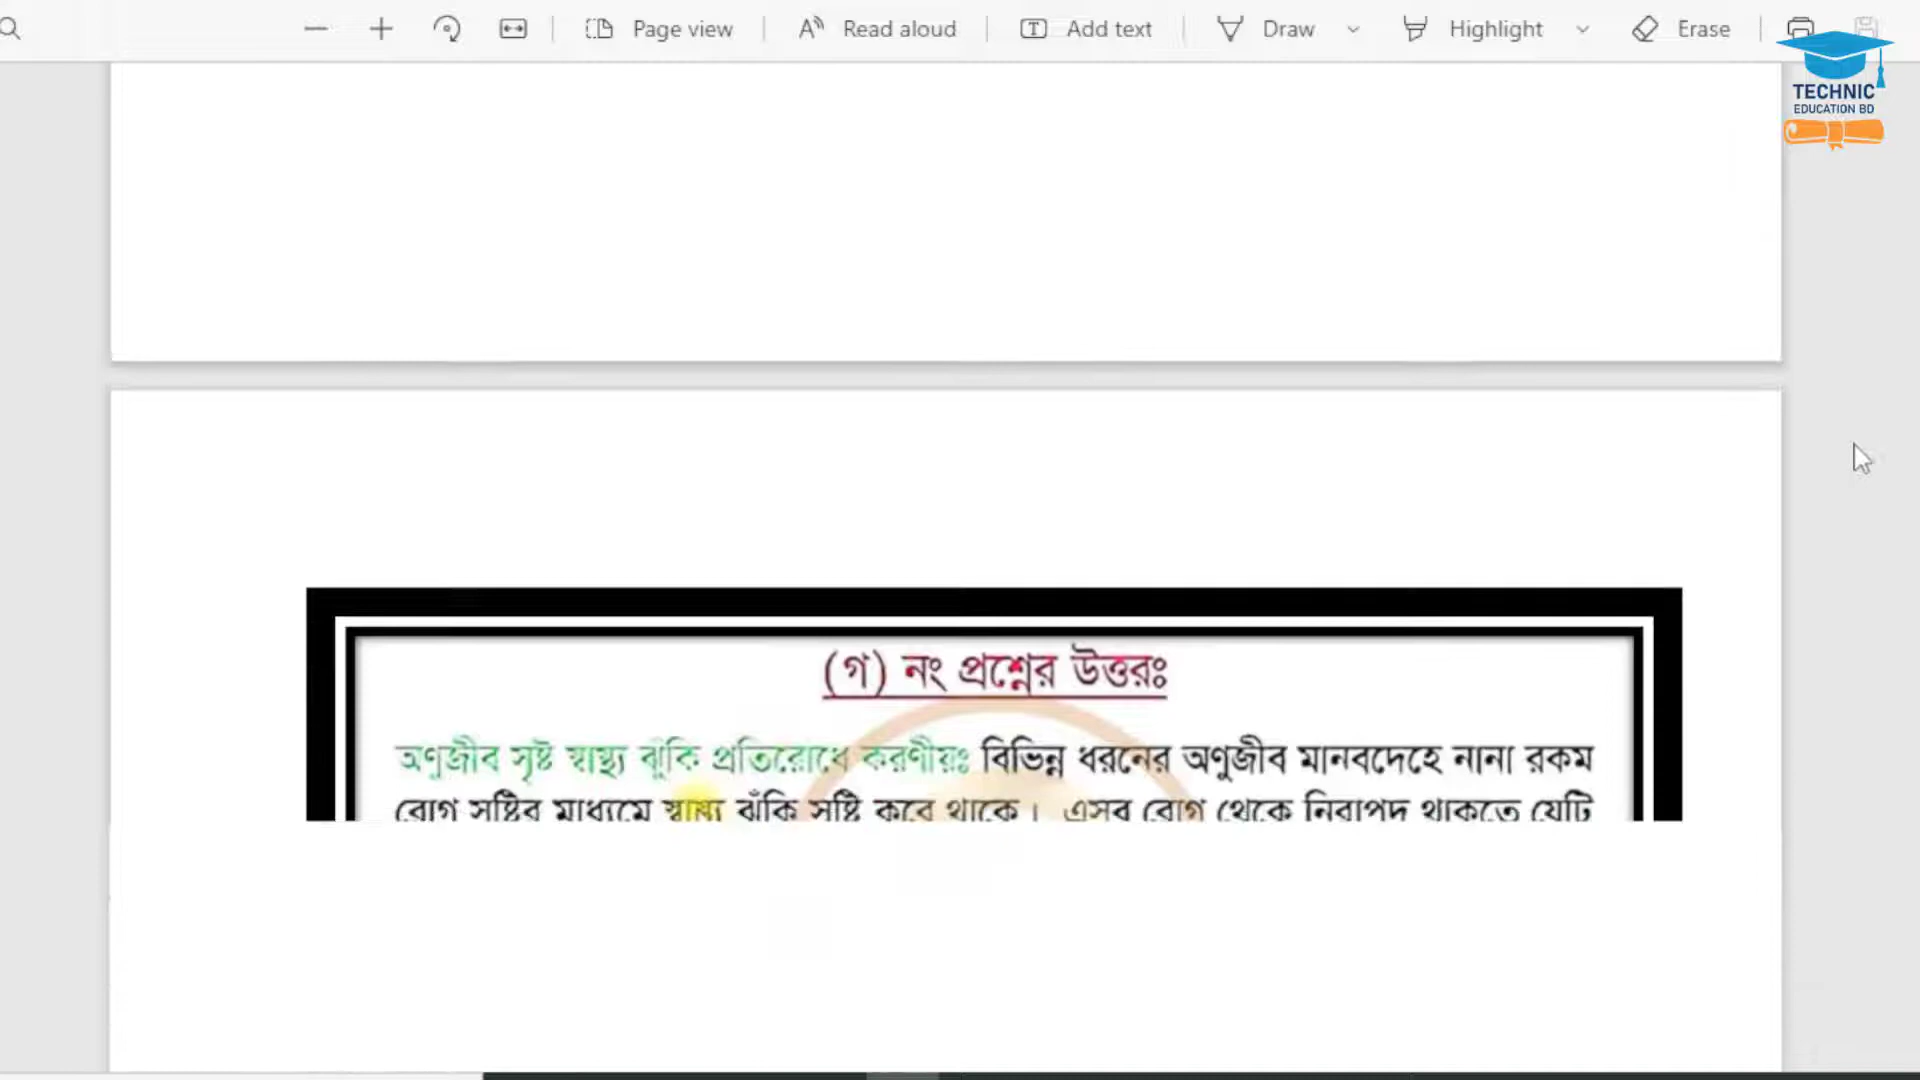 Page view
Read aloud
Add text
Draw
Highlight
Erase
TECHNIC
EDUCATION BD
(গ) নং প্রশ্নের উত্তরঃ
অণুজীব সৃষ্ট স্বাস্থ্য ঝুঁকি প্রতিরোধে করণীয়ঃ বিভিন্ন ধরনের অণুজীব মানবদেহে নানা রকম
রোগ সৃষ্টির মাধ্যমে স্বাস্থ্য ঝুঁকি সৃষ্টি করে থাকে। এসব রোগ থেকে নিরাপদ থাকতে যেটি